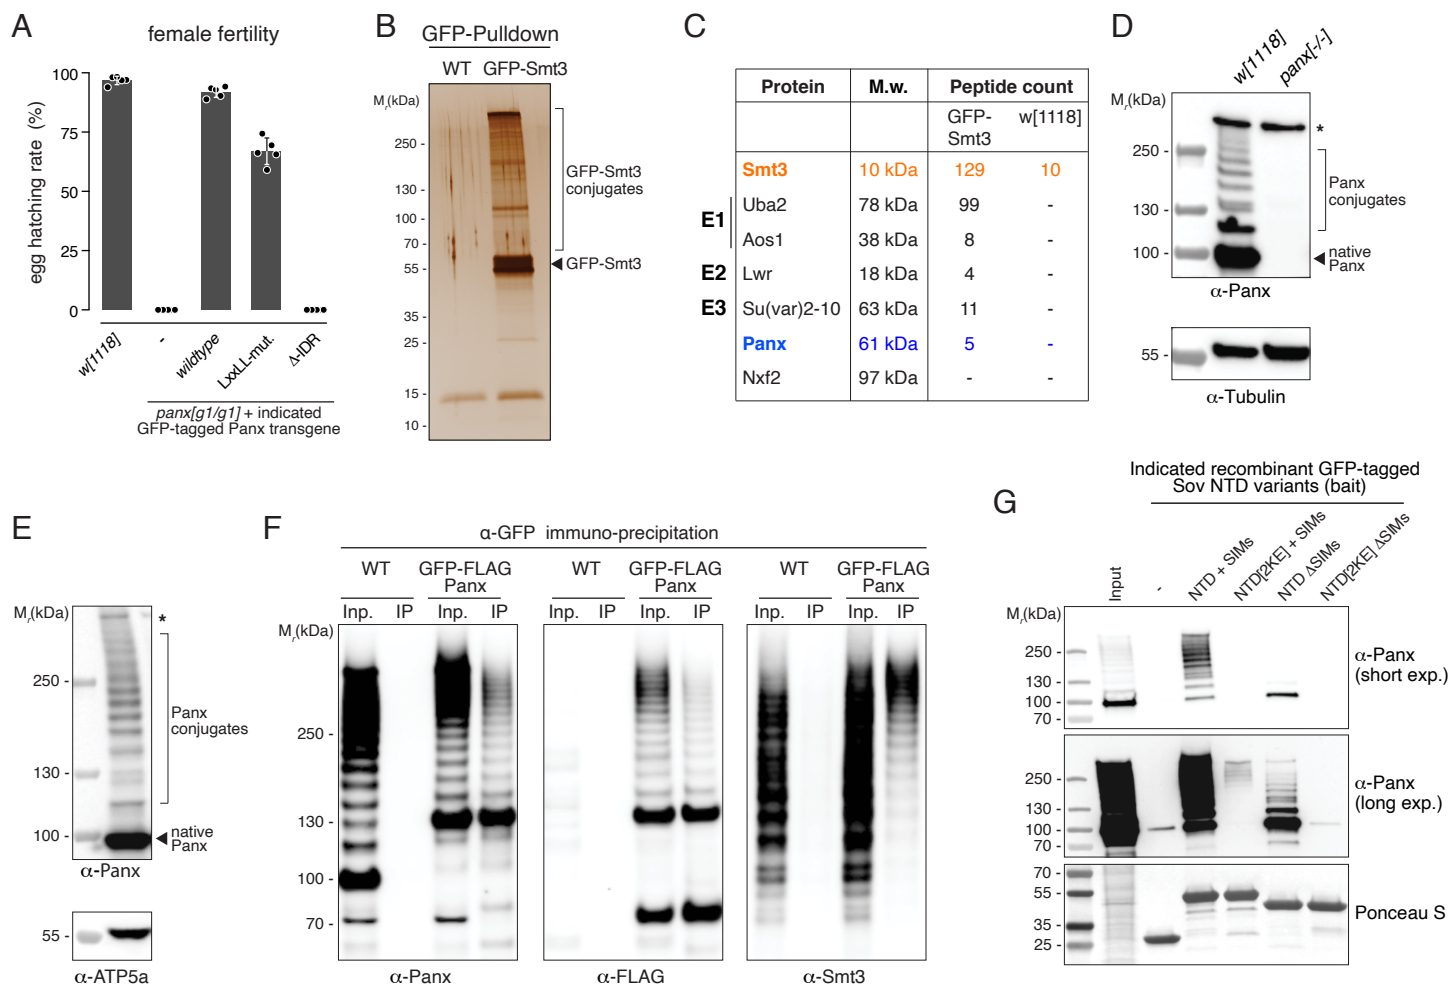 A
female fertility
egg hatching rate (%)
100
75
50
25
0
w[1118]
-
wildtype
LxxLL-mut.
Δ-IDR
panx[g1/g1] + indicated
GFP-tagged Panx transgene
B
GFP-Pulldown
WT GFP-Smt3
Mr(kDa)
250 -
130 -
100 -
70 -
55 -
35 -
25 -
15 -
10 -
GFP-Smt3
conjugates
GFP-Smt3
C
Protein M.w. Peptide count
GFP-
Smt3
w[1118]
Smt3 10 kDa 129 10
E1
Uba2 78 kDa 99 -
Aos1 38 kDa 8 -
E2 Lwr 18 kDa 4 -
E3 Su(var)2-10 63 kDa 11 -
Panx 61 kDa 5 -
Nxf2 97 kDa - -
D
w[1118]
panx[-/-]
Mr(kDa)
*
250 -
130 -
100 -
Panx
conjugates
native
Panx
α-Panx
55 -
α-Tubulin
E
Mr(kDa)
*
250 -
130 -
100 -
Panx
conjugates
native
Panx
α-Panx
55 -
α-ATP5a
F
α-GFP immuno-precipitation
WT GFP-FLAG
Panx
WT GFP-FLAG
Panx
WT GFP-FLAG
Panx
Inp. IP Inp. IP Inp. IP Inp. IP Inp. IP Inp. IP
Mr(kDa)
250 -
130 -
100 -
70 -
α-Panx
α-FLAG
α-Smt3
G
Indicated recombinant GFP-tagged
Sov NTD variants (bait)
Input
-
NTD + SIMs
NTD[2KE] + SIMs
NTD ΔSIMs
NTD[2KE] ΔSIMs
Mr(kDa)
250 -
130 -
100 -
70 -
α-Panx
(short exp.)
250 -
130 -
100 -
70 -
α-Panx
(long exp.)
70 -
55 -
35 -
25 -
Ponceau S